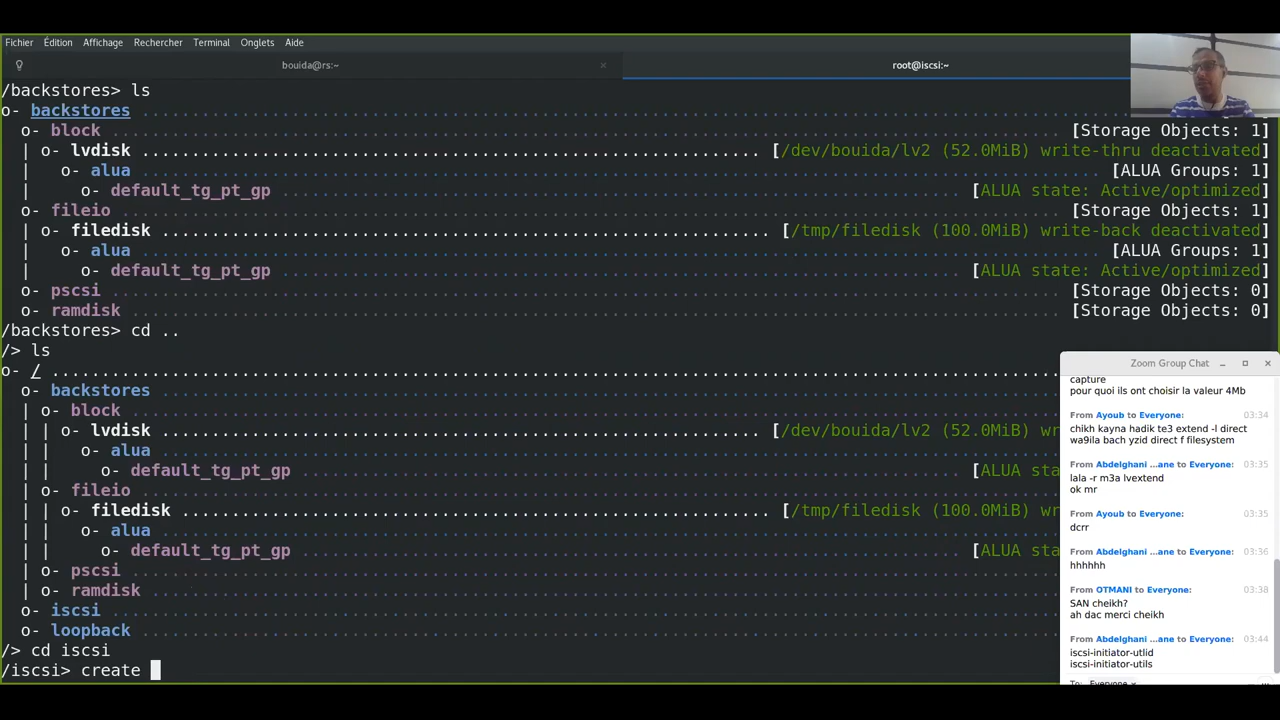 Fichier Édition Affichage Rechercher Terminal Onglets Aide
bouida@rs:~ × root@iscsi:~
/backstores> ls
o- backstores
o- block [Storage Objects: 1]
| o- lvdisk [/dev/bouida/lv2 (52.0MiB) write-thru deactivated]
| o- alua [ALUA Groups: 1]
| o- default_tg_pt_gp [ALUA state: Active/optimized]
o- fileio [Storage Objects: 1]
| o- filedisk [/tmp/filedisk (100.0MiB) write-back deactivated]
| o- alua [ALUA Groups: 1]
| o- default_tg_pt_gp [ALUA state: Active/optimized]
o- pscsi [Storage Objects: 0]
o- ramdisk [Storage Objects: 0]
/backstores> cd ..
/> ls
o- /
o- backstores
| o- block
| | o- lvdisk [/dev/bouida/lv2 (52.0MiB) wr
| | o- alua
| | o- default_tg_pt_gp [ALUA sta
| o- fileio
| | o- filedisk [/tmp/filedisk (100.0MiB) wr
| | o- alua
| | o- default_tg_pt_gp [ALUA sta
| o- pscsi
| o- ramdisk
o- iscsi
o- loopback
/> cd iscsi
/iscsi> create
Zoom Group Chat
capture
pour quoi ils ont choisir la valeur 4Mb
From Ayoub to Everyone: 03:34
chikh kayna hadik te3 extend -l direct
wa9ila bach yzid direct f filesystem
From Abdelghani ...ane to Everyone: 03:35
lala -r m3a lvextend
ok mr
From Ayoub to Everyone: 03:35
dcrr
From Abdelghani ...ane to Everyone: 03:36
hhhhhh
From OTMANI to Everyone: 03:38
SAN cheikh?
ah dac merci cheikh
From Abdelghani ...ane to Everyone: 03:44
iscsi-initiator-utlid
iscsi-initiator-utils
To: Everyone